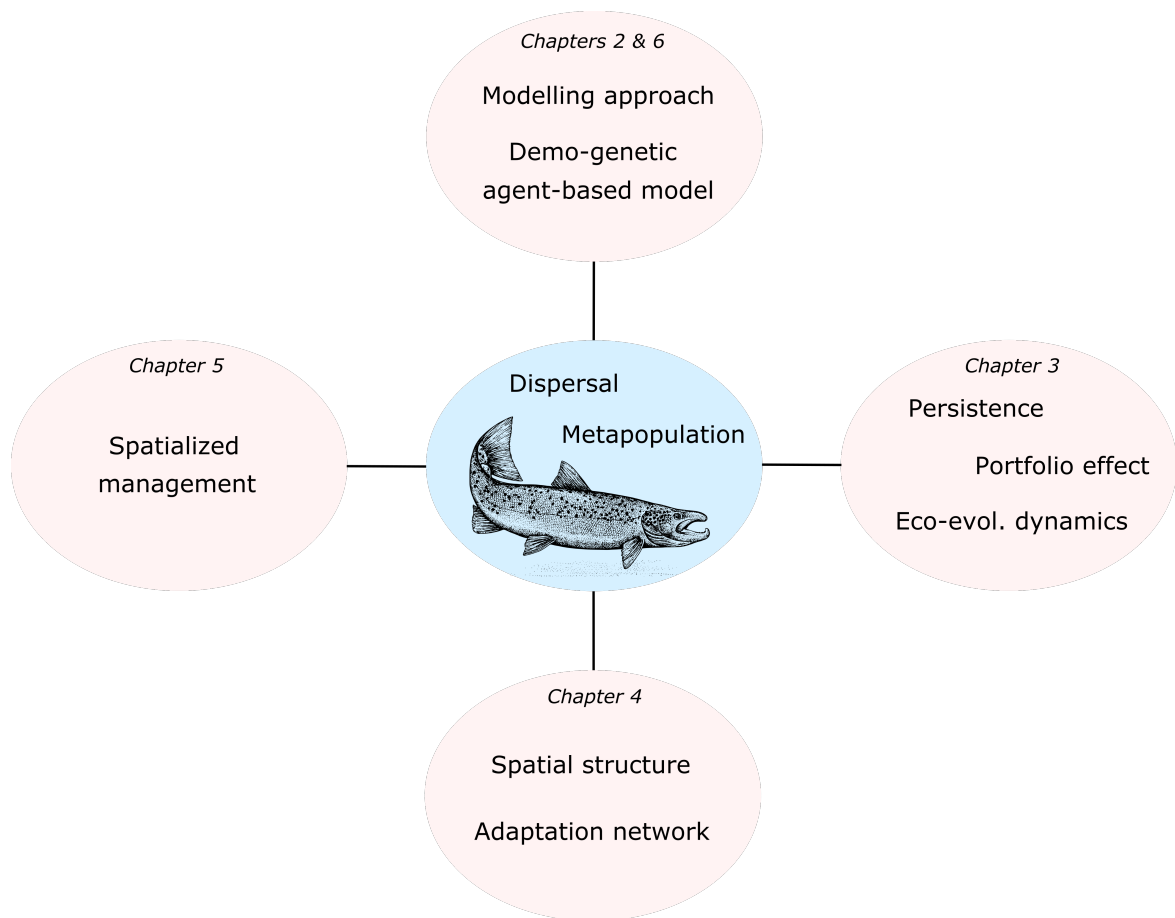 Chapters 2 & 6
Modelling approach
Demo-genetic
agent-based model
Chapter 5
Spatialized
management
Dispersal
Metapopulation
Chapter 3
Persistence
Portfolio effect
Eco-evol. dynamics
Chapter 4
Spatial structure
Adaptation network